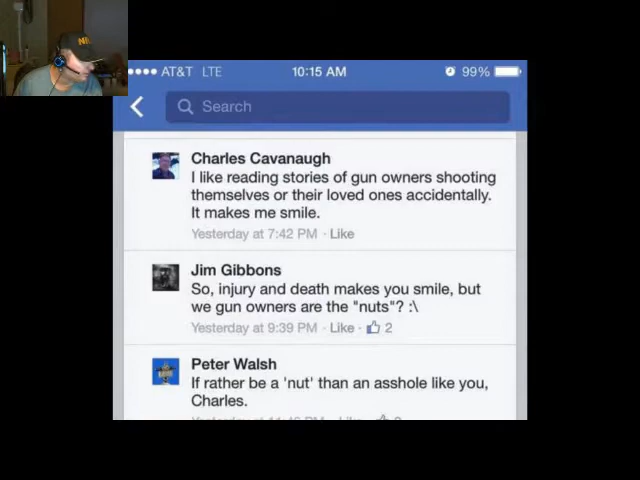 AT&T LTE 10:15 AM 99%
Search
Charles Cavanaugh
I like reading stories of gun owners shooting
themselves or their loved ones accidentally.
It makes me smile.
Yesterday at 7:42 PM · Like
Jim Gibbons
So, injury and death makes you smile, but
we gun owners are the "nuts"? :\
Yesterday at 9:39 PM · Like · 2
Peter Walsh
If rather be a 'nut' than an asshole like you,
Charles.